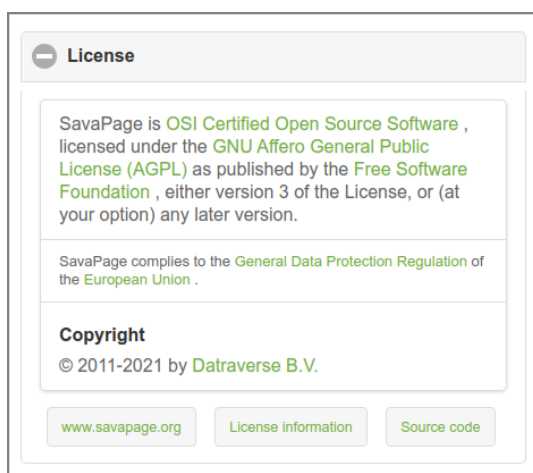 License
SavaPage is OSI Certified Open Source Software ,
licensed under the GNU Affero General Public
License (AGPL) as published by the Free Software
Foundation , either version 3 of the License, or (at
your option) any later version.
SavaPage complies to the General Data Protection Regulation of
the European Union .
Copyright
© 2011-2021 by Datraverse B.V.
www.savapage.org License information Source code